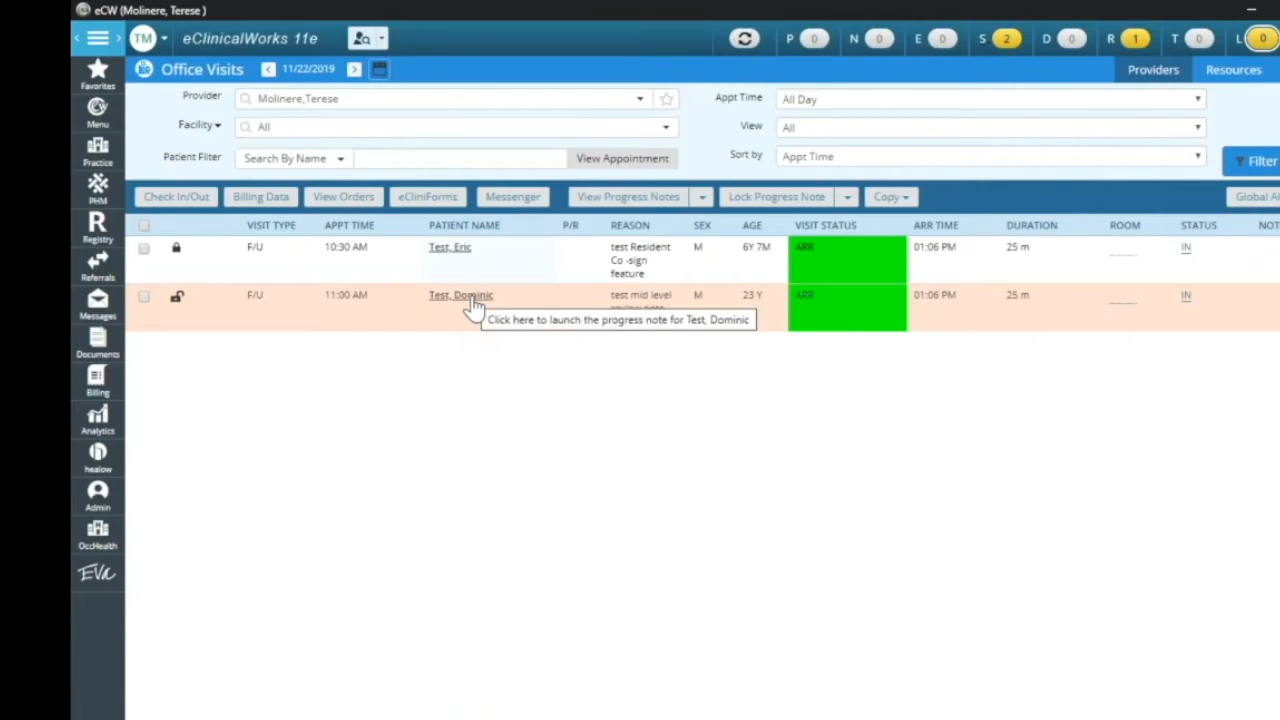 eCW (Molinere, Terese )
TM eClinicalWorks 11e P 0 N 0 E 0 S 2 D 0 R 1 T 0 L 0
Favorites
Menu
Practice
PHM
R
Registry
Referrals
Messages
Documents
Billing
Analytics
healow
Admin
OccHealth
EVA
Office Visits 11/22/2019 Providers Resources
Provider Molinere,Terese Appt Time All Day
Facility All View All
Patient Filter Search By Name View Appointment Sort by Appt Time Filter
Check In/Out Billing Data View Orders eCliniForms Messenger View Progress Notes Lock Progress Note Copy Global Al
VISIT TYPE APPT TIME PATIENT NAME P/R REASON SEX AGE VISIT STATUS ARR TIME DURATION ROOM STATUS NOT
F/U 10:30 AM Test, Eric test Resident M 6Y 7M ARR 01:06 PM 25 m IN
Co -sign
feature
F/U 11:00 AM Test, Dominic test mid level M 23 Y ARR 01:06 PM 25 m IN
Click here to launch the progress note for Test, Dominic